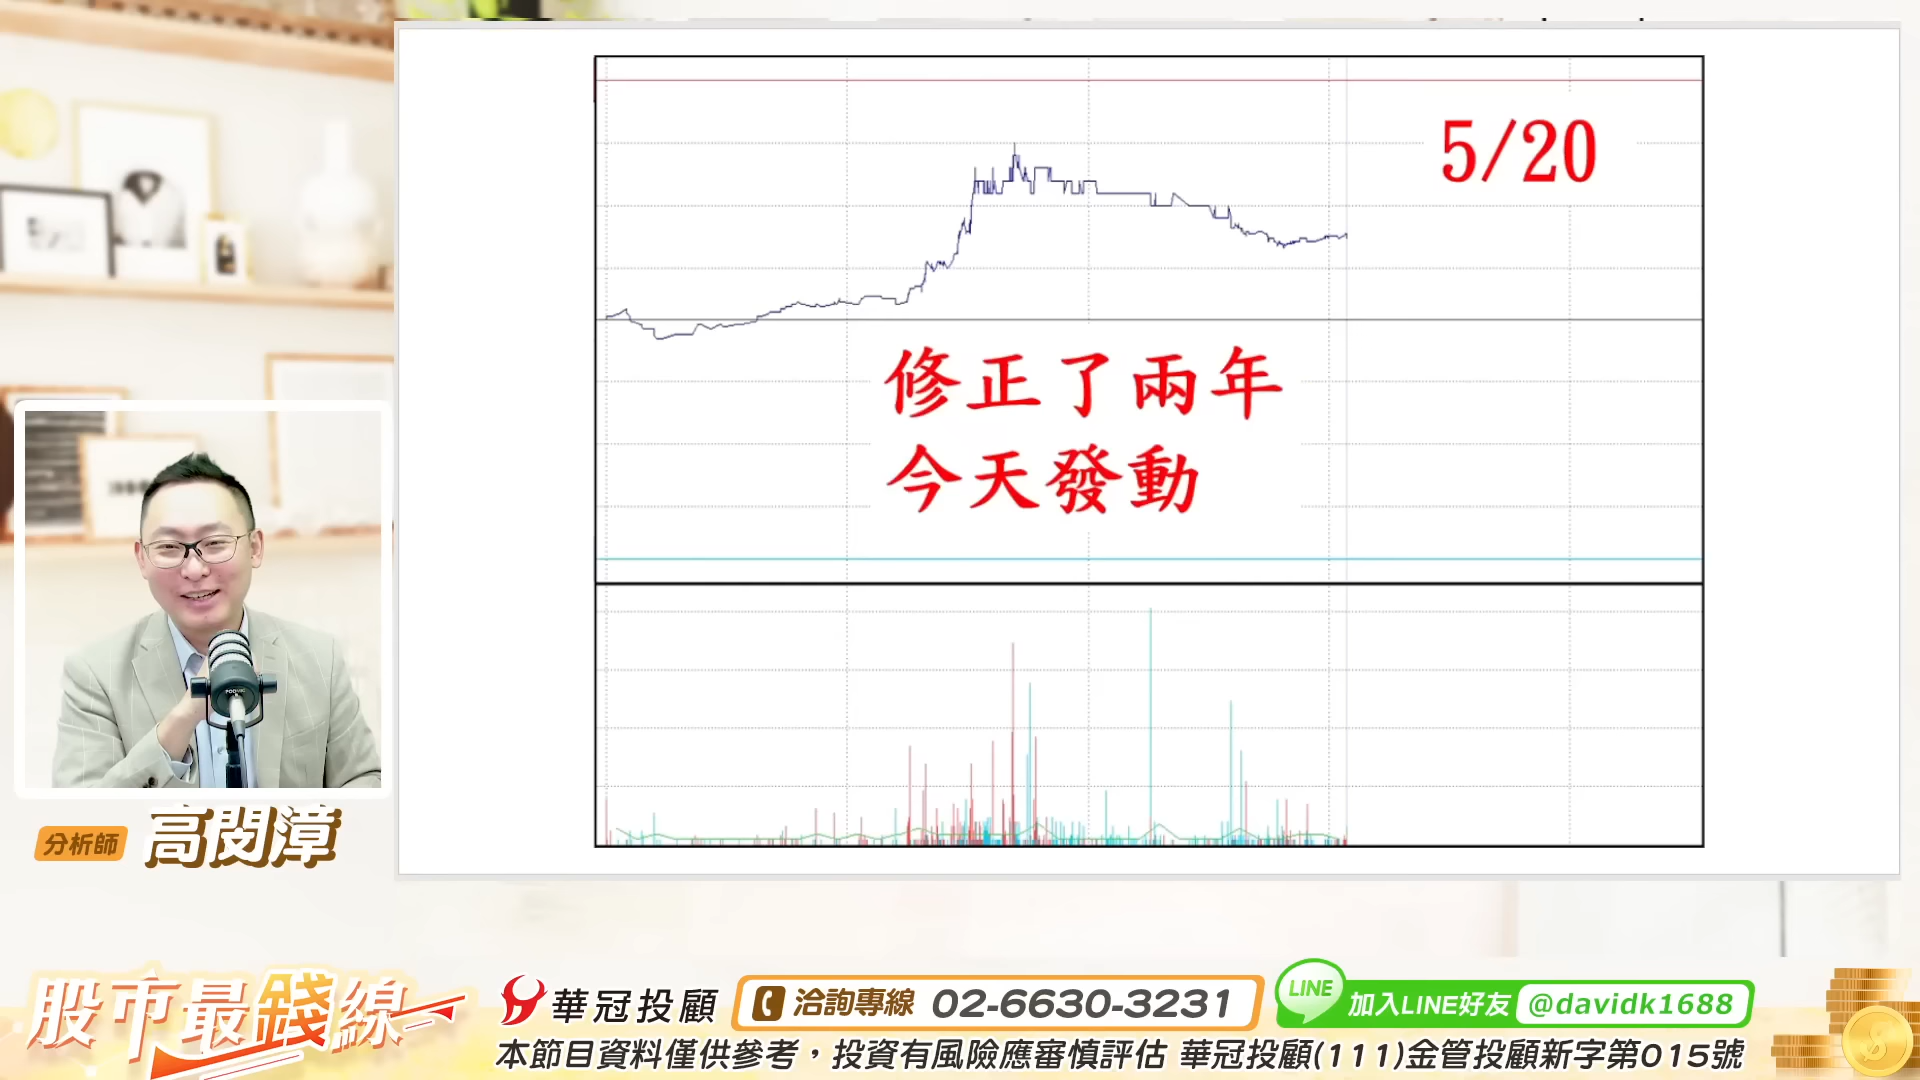 5/20
修正了兩年
今天發動
分析師 高閔漳
股市最錢線
華冠投顧 洽詢專線 02-6630-3231 LINE 加入LINE好友 @davidk1688
本節目資料僅供參考，投資有風險應審慎評估 華冠投顧(111)金管投顧新字第015號